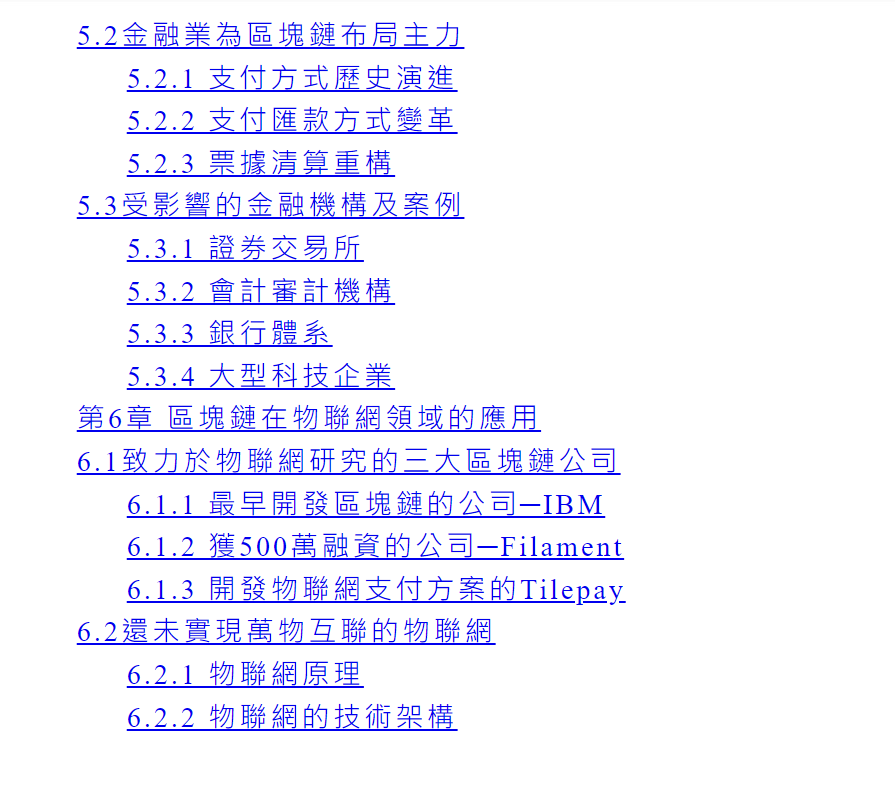 5.2金融業為區塊鏈布局主力
5.2.1 支付方式歷史演進
5.2.2 支付匯款方式變革
5.2.3 票據清算重構
5.3受影響的金融機構及案例
5.3.1 證券交易所
5.3.2 會計審計機構
5.3.3 銀行體系
5.3.4 大型科技企業
第6章 區塊鏈在物聯網領域的應用
6.1致力於物聯網研究的三大區塊鏈公司
6.1.1 最早開發區塊鏈的公司─IBM
6.1.2 獲500萬融資的公司─Filament
6.1.3 開發物聯網支付方案的Tilepay
6.2還未實現萬物互聯的物聯網
6.2.1 物聯網原理
6.2.2 物聯網的技術架構